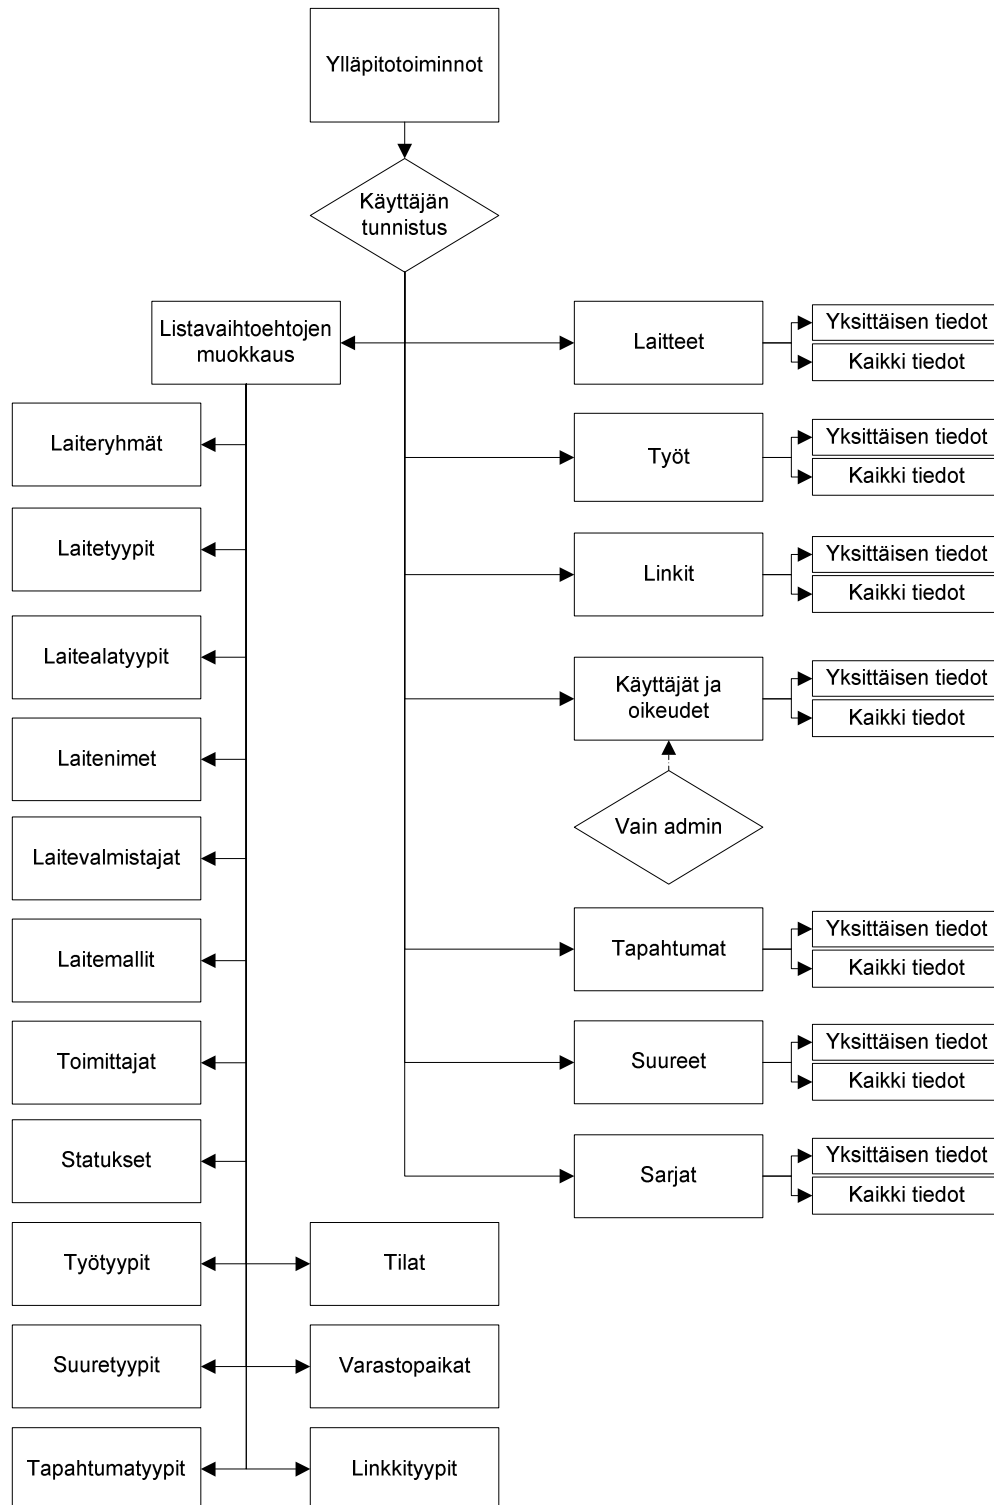 Ylläpitotoiminnot
Käyttäjän
tunnistus
Listavaihtoehtojen
muokkaus
Laitteet
Yksittäisen tiedot
Kaikki tiedot
Laiteryhmät
Työt
Yksittäisen tiedot
Kaikki tiedot
Laitetyypit
Linkit
Yksittäisen tiedot
Kaikki tiedot
Laitealatyypit
Käyttäjät ja
oikeudet
Yksittäisen tiedot
Kaikki tiedot
Laitenimet
Vain admin
Laitevalmistajat
Laitemallit
Tapahtumat
Yksittäisen tiedot
Kaikki tiedot
Toimittajat
Suureet
Yksittäisen tiedot
Kaikki tiedot
Statukset
Sarjat
Yksittäisen tiedot
Kaikki tiedot
Työtyypit
Tilat
Suuretyypit
Varastopaikat
Tapahtumatyypit
Linkkityypit